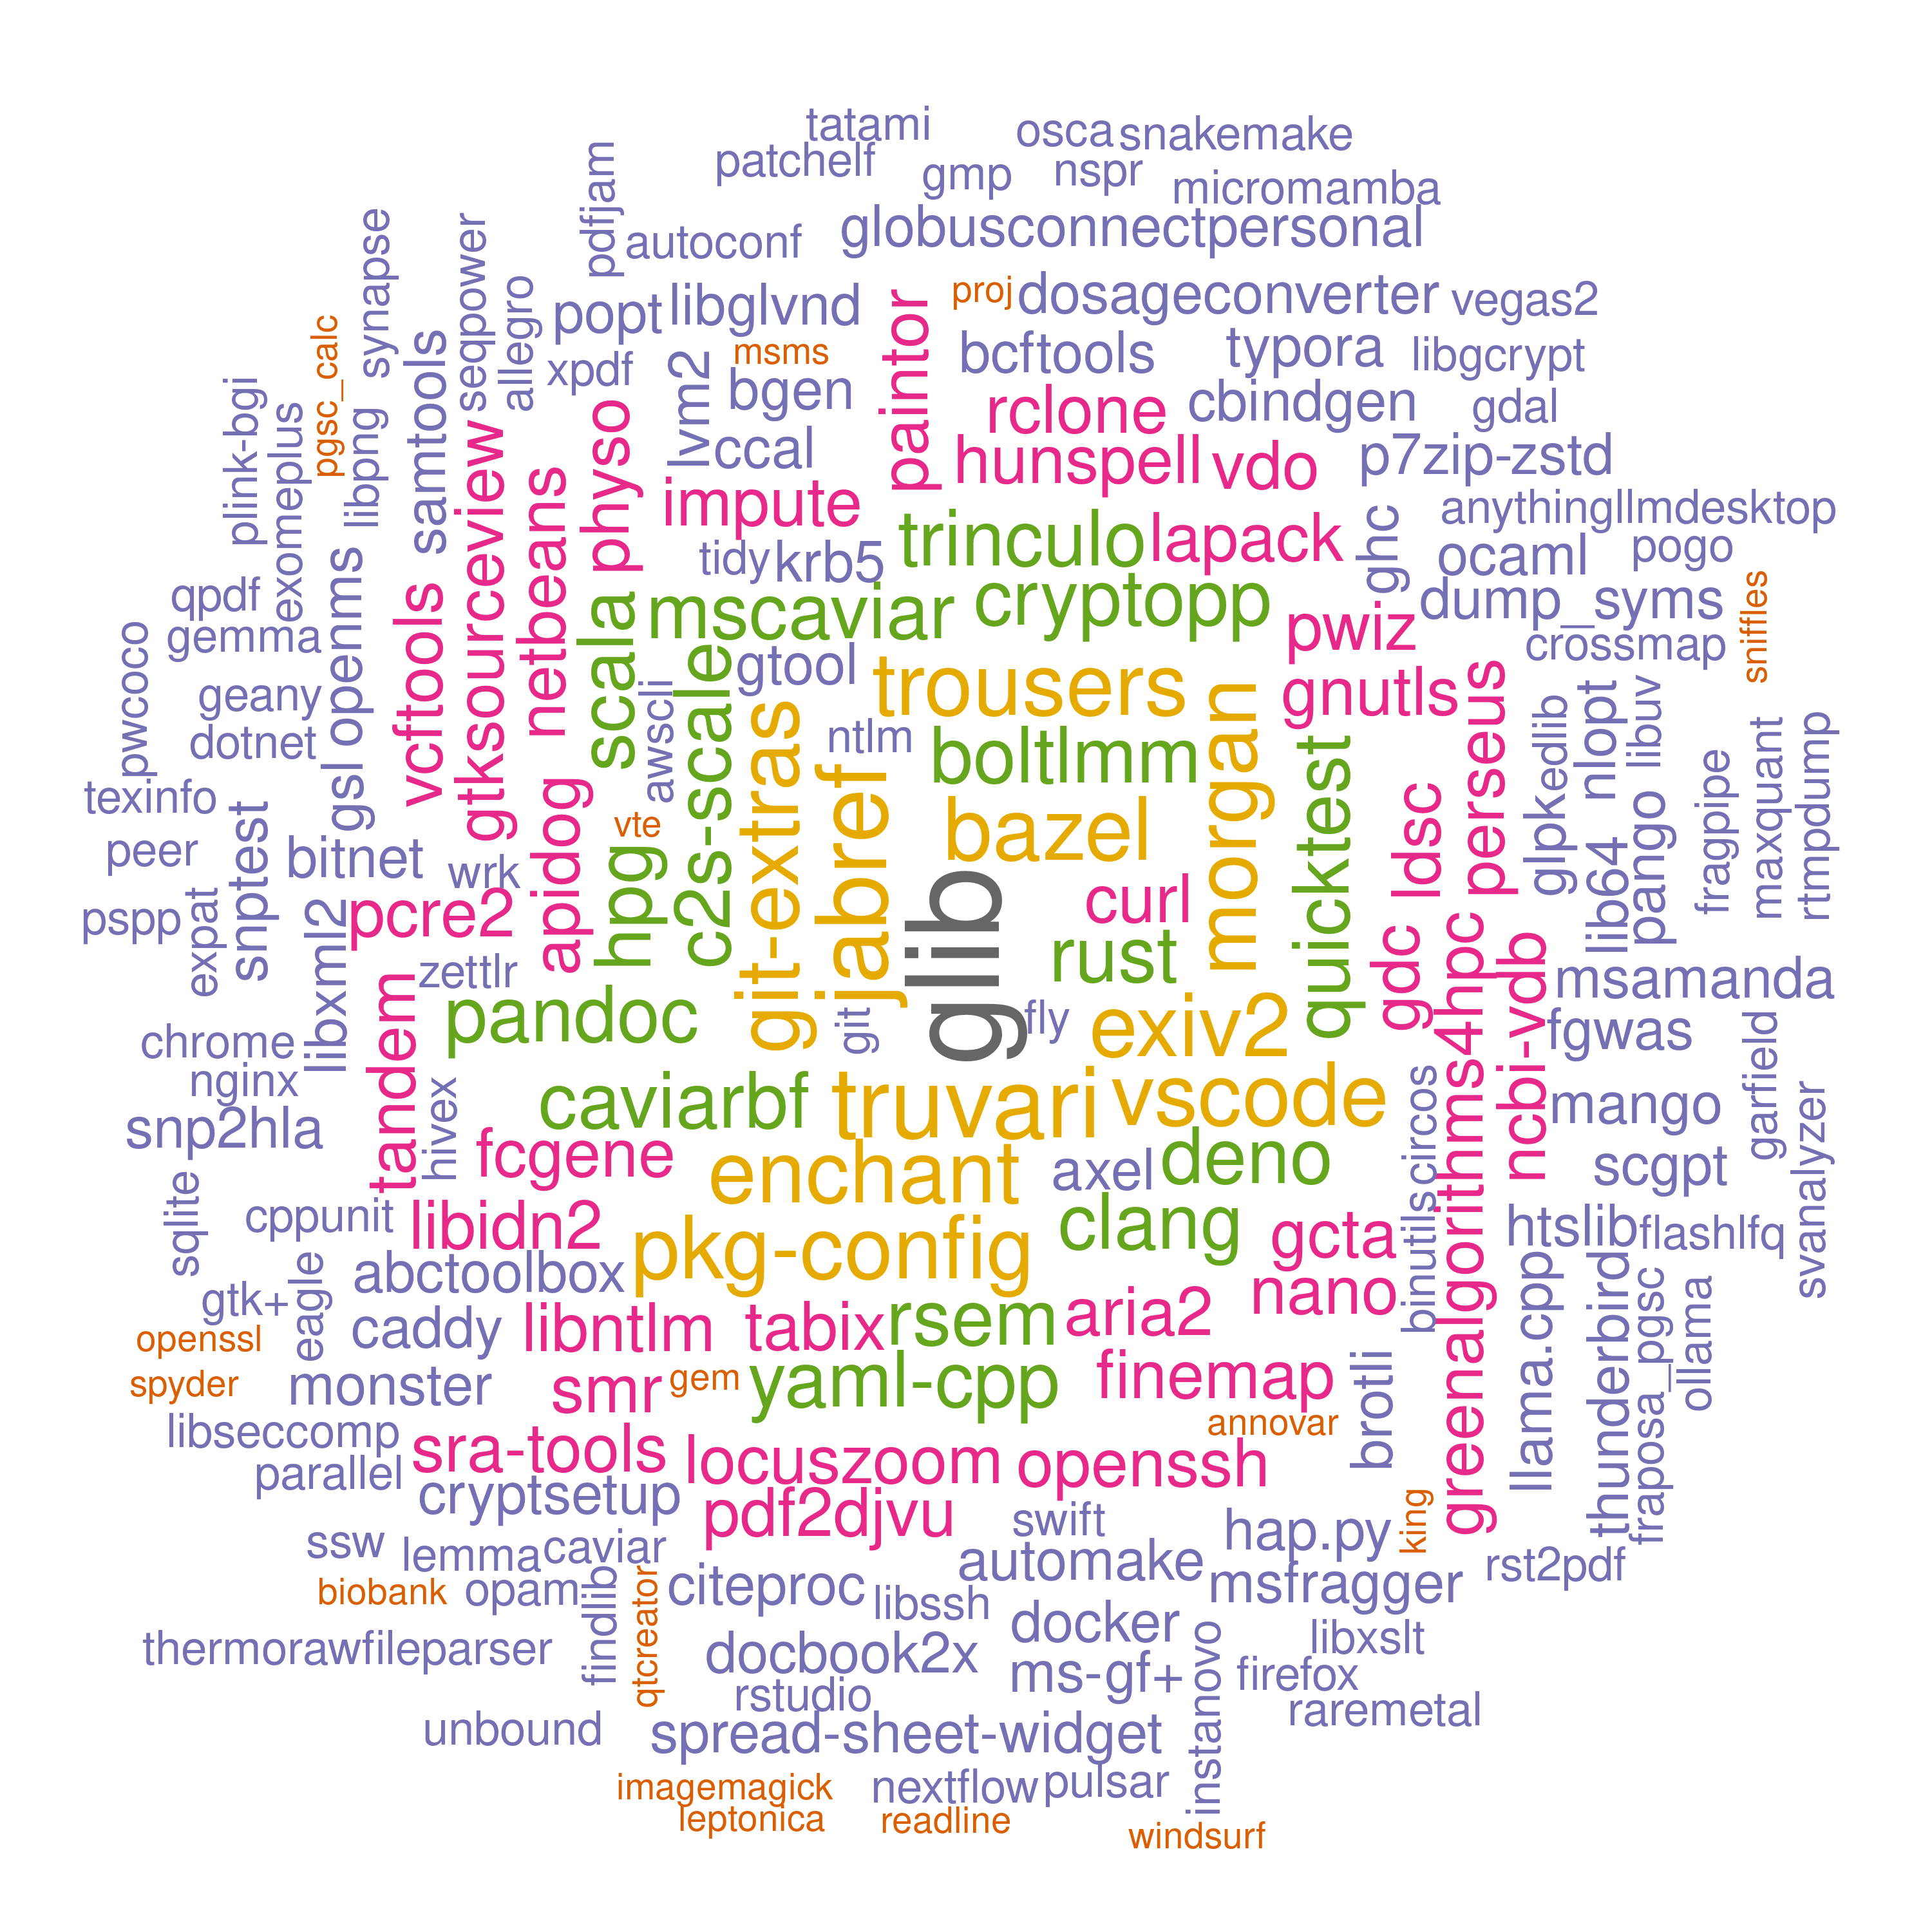 tatami
osca
snakemake
patchelf
gmp
nspr
micromamba
pdfjam
autoconf
globusconnectpersonal
synapse
seqpower
allegro
popt
libglvnd
proj
dosageconverter
vegas2
pgsc_calc
samtools
xpdf
lvm2
msms
bgen
paintor
bcftools
typora
libgcrypt
plink-bgi
exomeplus
libpng
gtksourceview
netbeans
physo
ccal
rclone
cbindgen
gdal
impute
hunspell
vdo
p7zip-zstd
tidy
krb5
trinculo
lapack
ghc
anythingllmdesktop
ocaml
pogo
qpdf
gemma
openms
vcftools
scala
mscaviar
cryptopp
pwiz
dump_syms
crossmap
sniffles
pwcoco
geany
dotnet
gsl
awscli
c2s-scale
gtool
trousers
morgan
gnutls
perseus
edlib
nlopt
libuv
ntlm
boltlmm
quicktest
texinfo
peer
snptest
bitnet
wrk
apidog
vte
hpg
git-extras
jabref
bazel
ldsc
glpk
lib64
pango
fragpipe
maxquant
rtmpdump
pspp
expat
libxml2
pcre2
zettlr
glib
curl
rust
gdc
greenalgorithms4hpc
ncbi-vdb
msamanda
chrome
nginx
tandem
pandoc
git
fly
exiv2
fgwas
garfield
snp2hla
hivex
caviarbf
truvari
vscode
circos
mango
svanalyzer
fcgene
enchant
axel
deno
scgpt
sqlite
cppunit
libidn2
pkg-config
clang
gcta
binutils
htslib
flashlfq
gtk+
eagle
abctoolbox
nano
llama.cpp
thunderbird
fraposa_pgsc
ollama
openssl
caddy
libntlm
tabix
rsem
aria2
spyder
monster
smr
gem
yaml-cpp
finemap
brotli
libseccomp
annovar
parallel
sra-tools
locuszoom
openssh
cryptsetup
pdf2djvu
swift
hap.py
king
ssw
lemma
caviar
automake
rst2pdf
biobank
opam
findlib
qtcreator
citeproc
libssh
msfragger
docker
instanovo
libxslt
thermorawfileparser
docbook2x
ms-gf+
firefox
rstudio
raremetal
unbound
spread-sheet-widget
imagemagick
nextflow
pulsar
leptonica
readline
windsurf